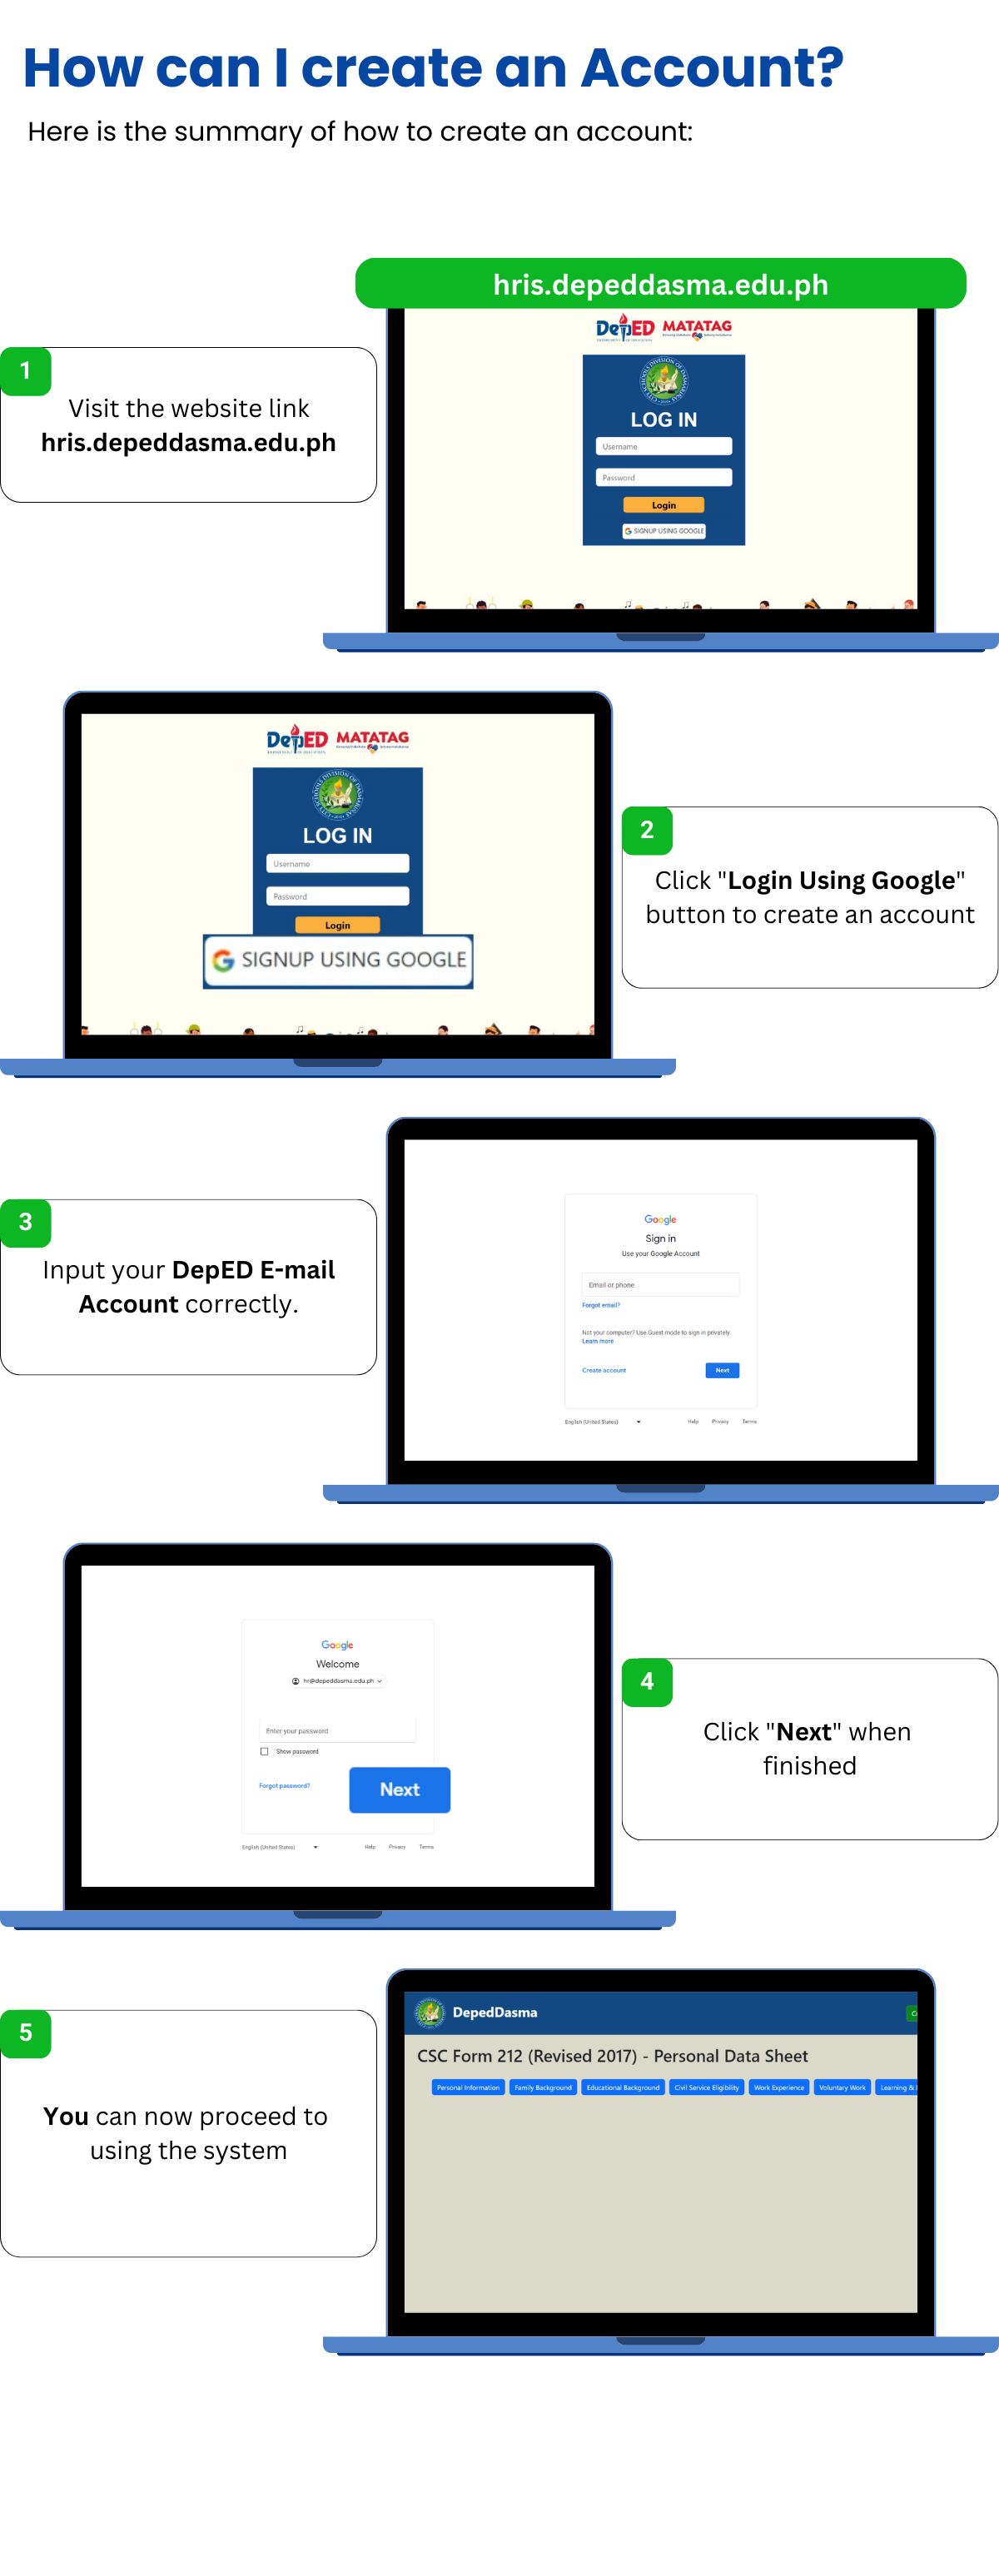 How can I create an Account?
Here is the summary of how to create an account:
hris.depeddasma.edu.ph
1
Visit the website link
hris.depeddasma.edu.ph
DepED MATATAG
LOG IN
Username
Password
Login
SIGNUP USING GOOGLE
DepED MATATAG
LOG IN
Username
Password
Login
SIGNUP USING GOOGLE
2
Click "Login Using Google"
button to create an account
3
Input your DepED E-mail
Account correctly.
Google
Sign in
Use your Google Account
Email or phone
Forgot email?
Not your computer? Use Guest mode to sign in privately.
Learn more
Create account
Next
English (United States)
Help Privacy Terms
Google
Welcome
hr@depeddasma.edu.ph
Enter your password
Show password
Forgot password?
Next
English (United States)
Help Privacy Terms
4
Click "Next" when
finished
5
You can now proceed to
using the system
DepedDasma
CSC Form 212 (Revised 2017) - Personal Data Sheet
Personal Information Family Background Educational Background Civil Service Eligibility Work Experience Voluntary Work Learning &